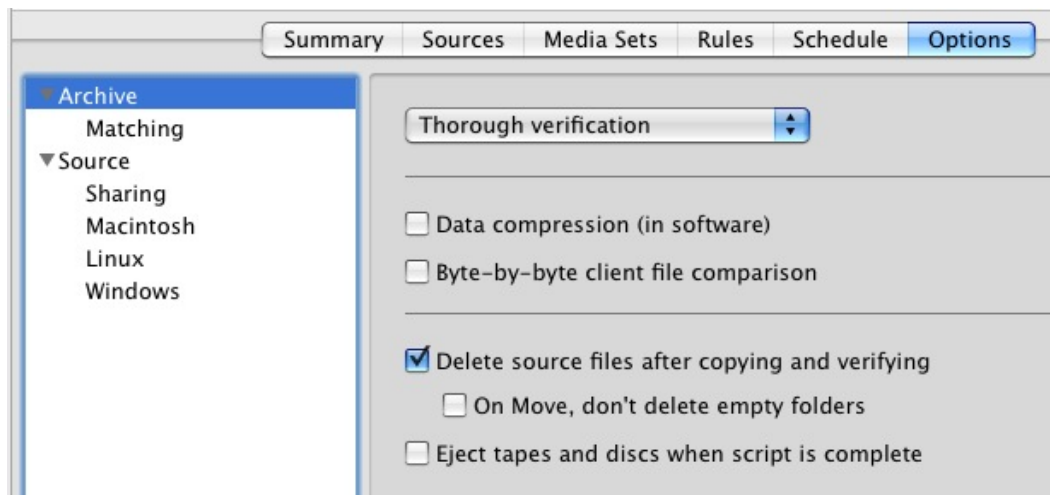 Summary Sources Media Sets Rules Schedule Options
Archive
Matching
Source
Sharing
Macintosh
Linux
Windows
Thorough verification
Data compression (in software)
Byte-by-byte client file comparison
Delete source files after copying and verifying
On Move, don't delete empty folders
Eject tapes and discs when script is complete